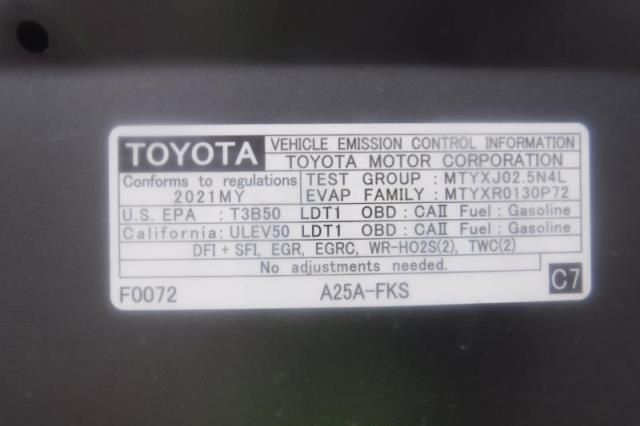 TOYOTA
VEHICLE EMISSION CONTROL INFORMATION
TOYOTA MOTOR CORPORATION
Conforms to regulations
2021MY
TEST GROUP : MTYXJ02.5N4L
EVAP FAMILY : MTYXR0130P72
U.S. EPA : T3B50 LDT1 OBD : CAII Fuel : Gasoline
California: ULEV50 LDT1 OBD : CAII Fuel : Gasoline
DFI + SFI, EGR, EGRC, WR-HO2S(2), TWC(2)
No adjustments needed.
F0072 A25A-FKS C7